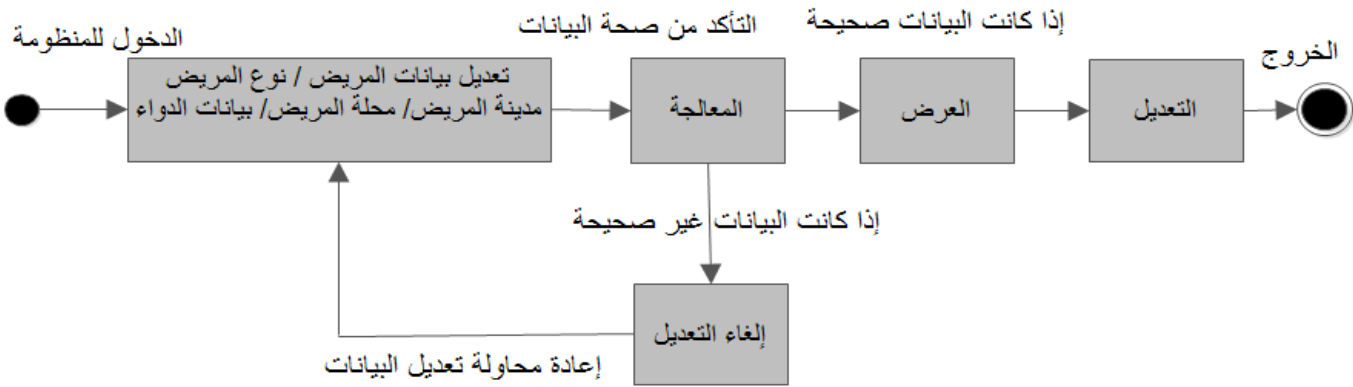 الدخول للمنظومة
تعديل بيانات المريض / نوع المريض
مدينة المريض/ محلة المريض/ بيانات الدواء
التأكد من صحة البيانات
المعالجة
إذا كانت البيانات صحيحة
العرض
التعديل
الخروج
إذا كانت البيانات غير صحيحة
إلغاء التعديل
إعادة محاولة تعديل البيانات